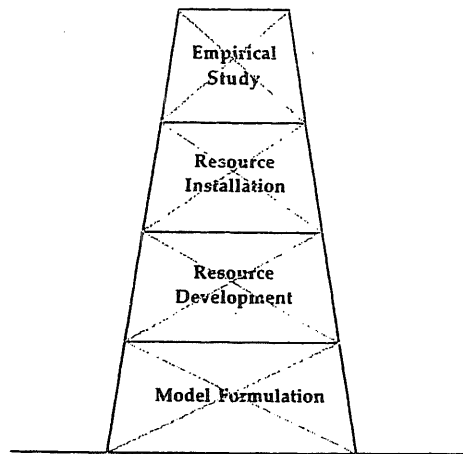 Empirical
Study
Resource
Installation
Resource
Development
Model Formulation